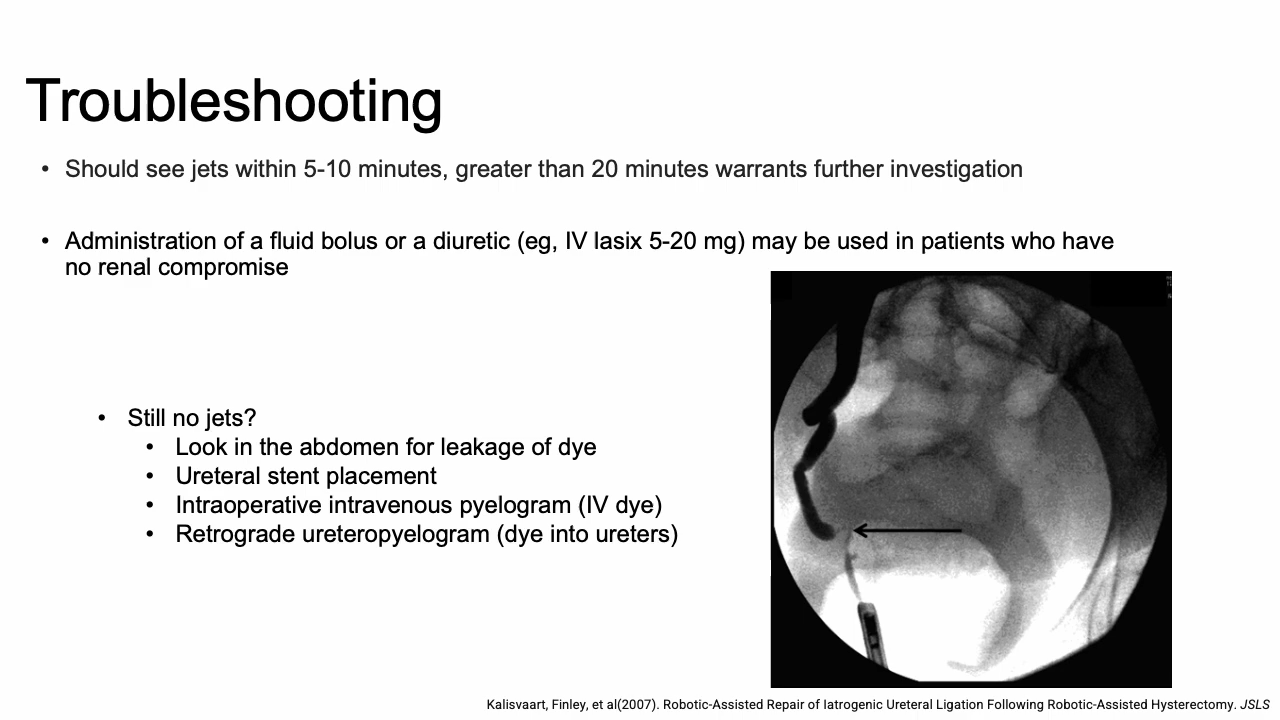 Troubleshooting
• Should see jets within 5-10 minutes, greater than 20 minutes warrants further investigation
• Administration of a fluid bolus or a diuretic (eg, IV lasix 5-20 mg) may be used in patients who have
no renal compromise
• Still no jets?
• Look in the abdomen for leakage of dye
• Ureteral stent placement
• Intraoperative intravenous pyelogram (IV dye)
• Retrograde ureteropyelogram (dye into ureters)
Kalisvaart, Finley, et al(2007). Robotic-Assisted Repair of Iatrogenic Ureteral Ligation Following Robotic-Assisted Hysterectomy. JSLS